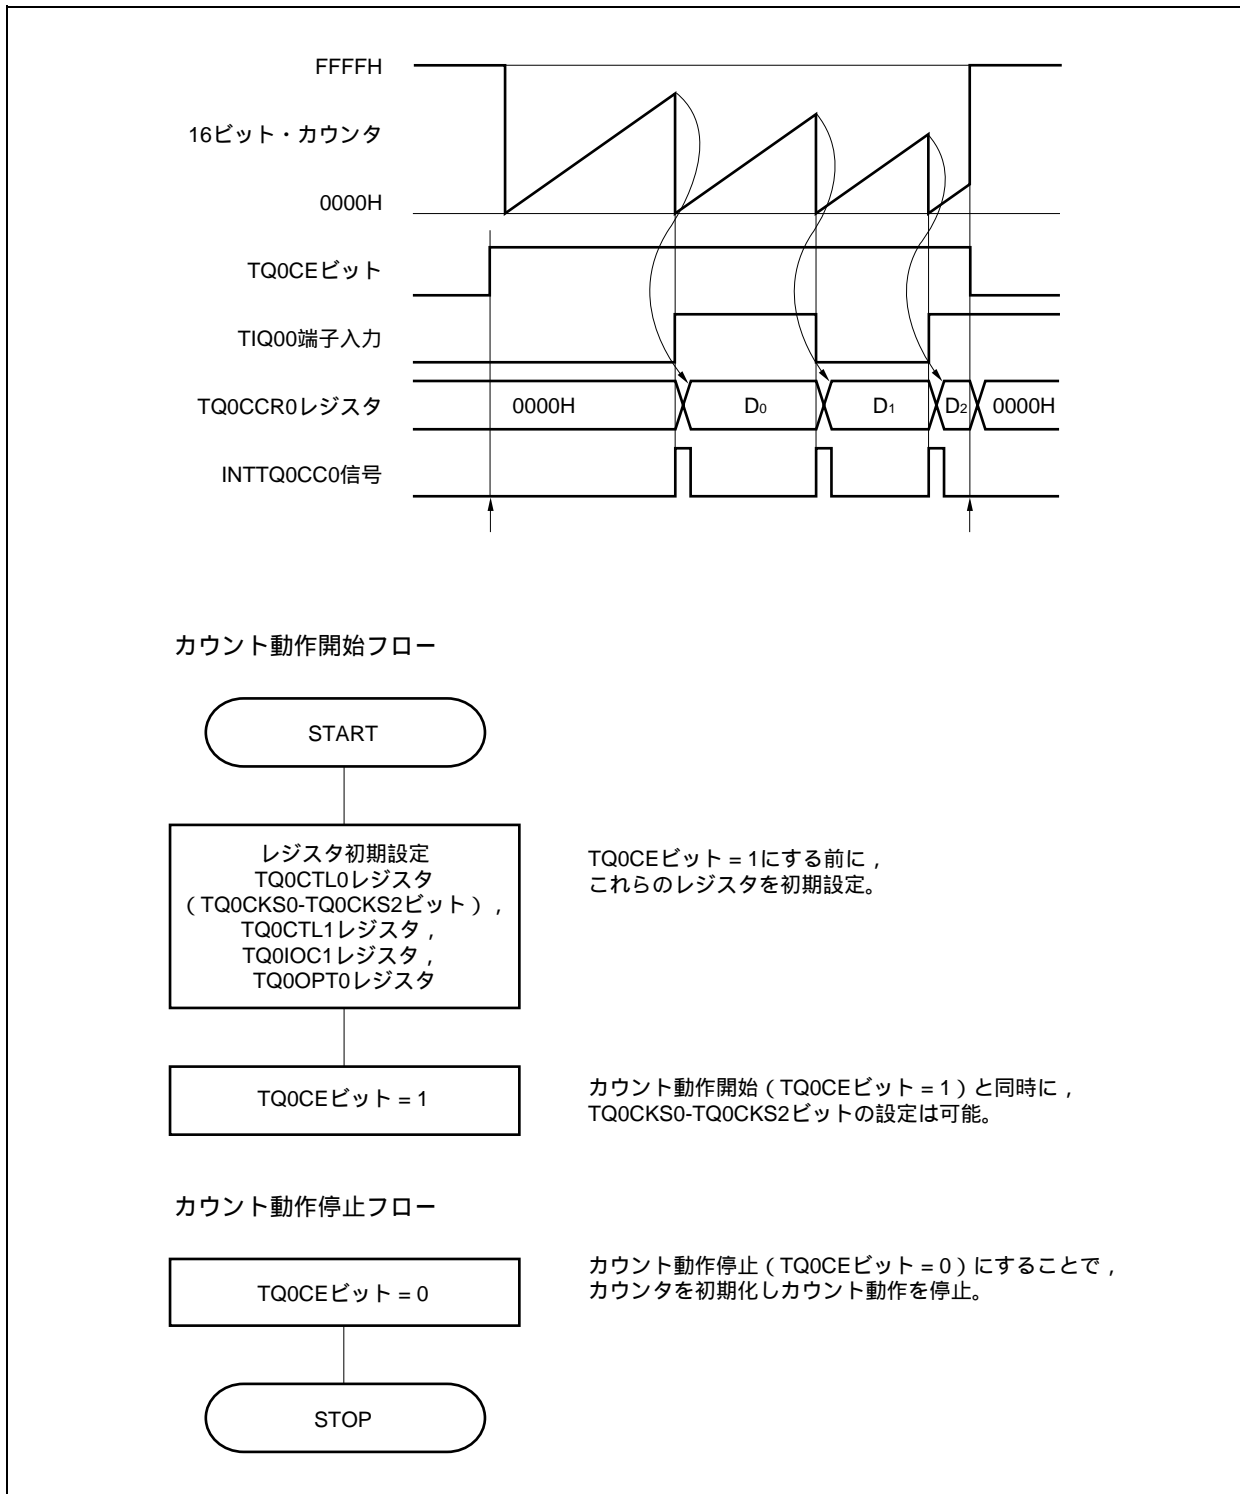 FFFFH
16ビット・カウンタ
0000H
TQ0CEビット
TIQ00端子入力
TQ0CCR0レジスタ
0000H
D0
D1
D2
0000H
INTTQ0CC0信号
カウント動作開始フロー
START
レジスタ初期設定
TQ0CTL0レジスタ
（TQ0CKS0-TQ0CKS2ビット），
TQ0CTL1レジスタ，
TQ0IOC1レジスタ，
TQ0OPT0レジスタ
TQ0CEビット = 1にする前に，
これらのレジスタを初期設定。
TQ0CEビット = 1
カウント動作開始（TQ0CEビット = 1）と同時に，
TQ0CKS0-TQ0CKS2ビットの設定は可能。
カウント動作停止フロー
TQ0CEビット = 0
カウント動作停止（TQ0CEビット = 0）にすることで，
カウンタを初期化しカウント動作を停止。
STOP